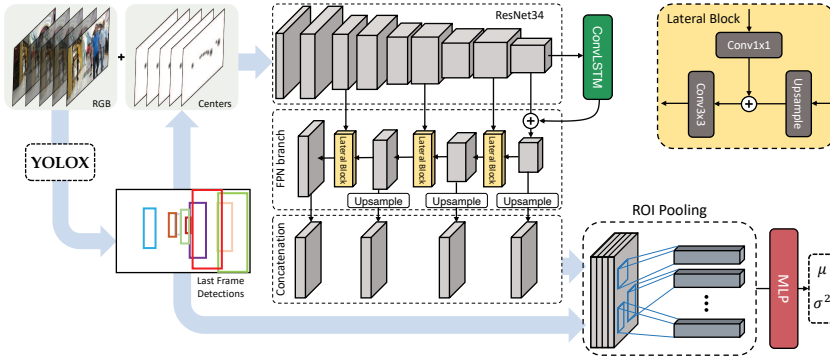 RGB
+
Centers
YOLOX
Last Frame
Detections
ResNet34
ConvLSTM
FPN branch
Lateral Block
Lateral Block
Lateral Block
Upsample
Upsample
Upsample
Concatenation
Lateral Block
Conv1x1
Conv3x3
+
Upsample
+
ROI Pooling
MLP
μ
σ²